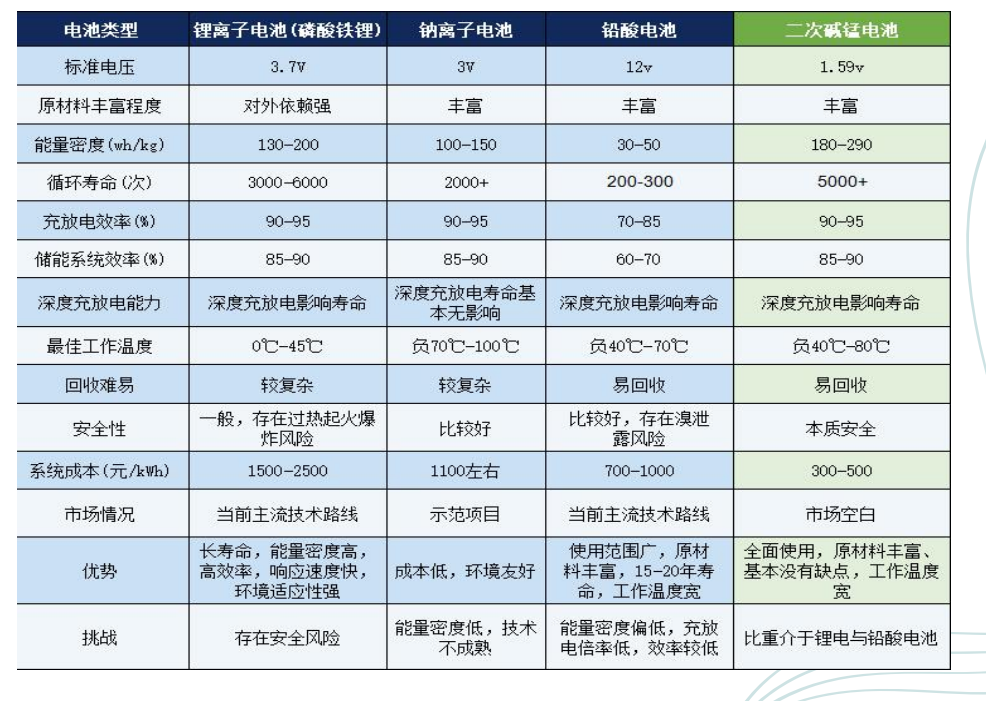 电池类型 锂离子电池(磷酸铁锂) 钠离子电池 铅酸电池 二次碱锰电池
标准电压 3.7V 3V 12v 1.59v
原材料丰富程度 对外依赖强 丰富 丰富 丰富
能量密度(wh/kg) 130-200 100-150 30-50 180-290
循环寿命(次) 3000-6000 2000+ 200-300 5000+
充放电效率(%) 90-95 90-95 70-85 90-95
储能系统效率(%) 85-90 85-90 60-70 85-90
深度充放电能力 深度充放电影响寿命 深度充放电寿命基 深度充放电影响寿命 深度充放电影响寿命
本无影响
最佳工作温度 0℃-45℃ 负70℃-100℃ 负40℃-70℃ 负40℃-80℃
回收难易 较复杂 较复杂 易回收 易回收
安全性 一般，存在过热起火爆 比较好 比较好，存在溴泄 本质安全
炸风险 露风险
系统成本(元/kWh) 1500-2500 1100左右 700-1000 300-500
市场情况 当前主流技术路线 示范项目 当前主流技术路线 市场空白
优势 长寿命，能量密度高， 成本低，环境友好 使用范围广，原材 全面使用，原材料丰富、
高效率，响应速度快， 料丰富，15-20年寿 基本没有缺点，工作温度
环境适应性强 命，工作温度宽 宽
挑战 存在安全风险 能量密度低，技术 能量密度偏低，充放 比重介于锂电与铅酸电池
不成熟 电倍率低，效率较低